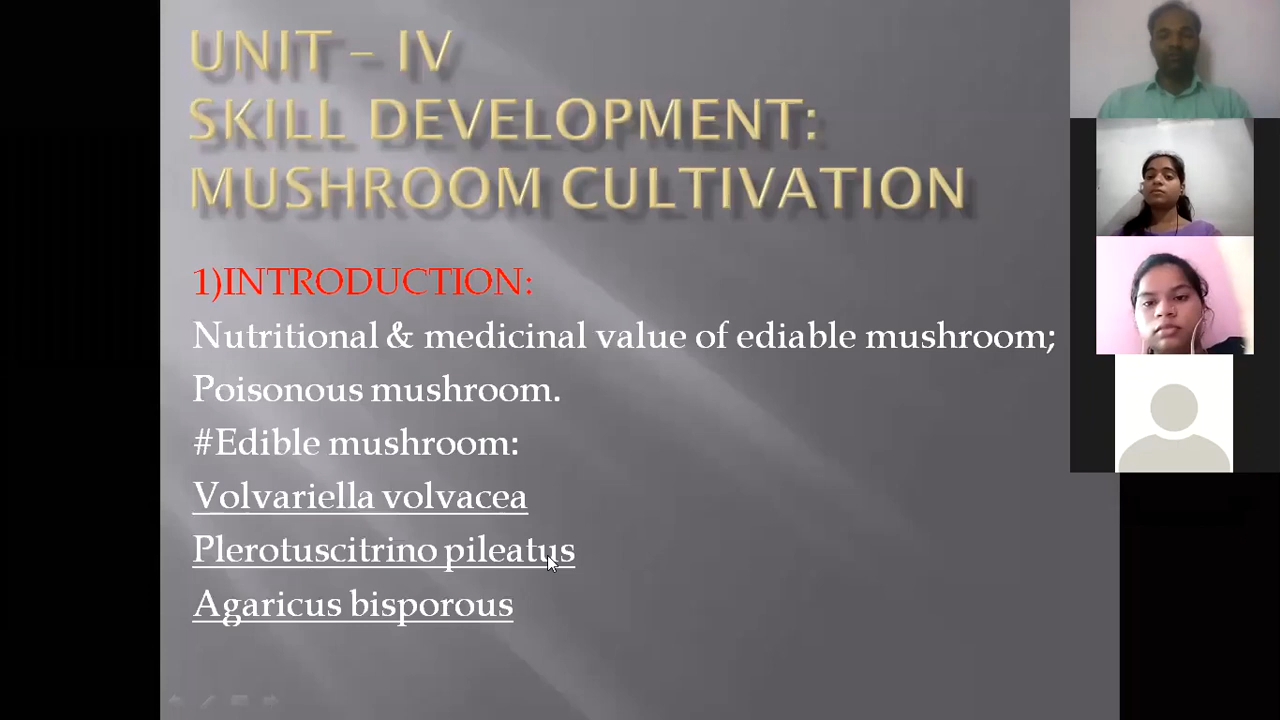 UNIT – IV
SKILL DEVELOPMENT:
MUSHROOM CULTIVATION
1)INTRODUCTION:
Nutritional & medicinal value of ediable mushroom;
Poisonous mushroom.
#Edible mushroom:
Volvariella volvacea
Plerotuscitrino pileatus
Agaricus bisporous